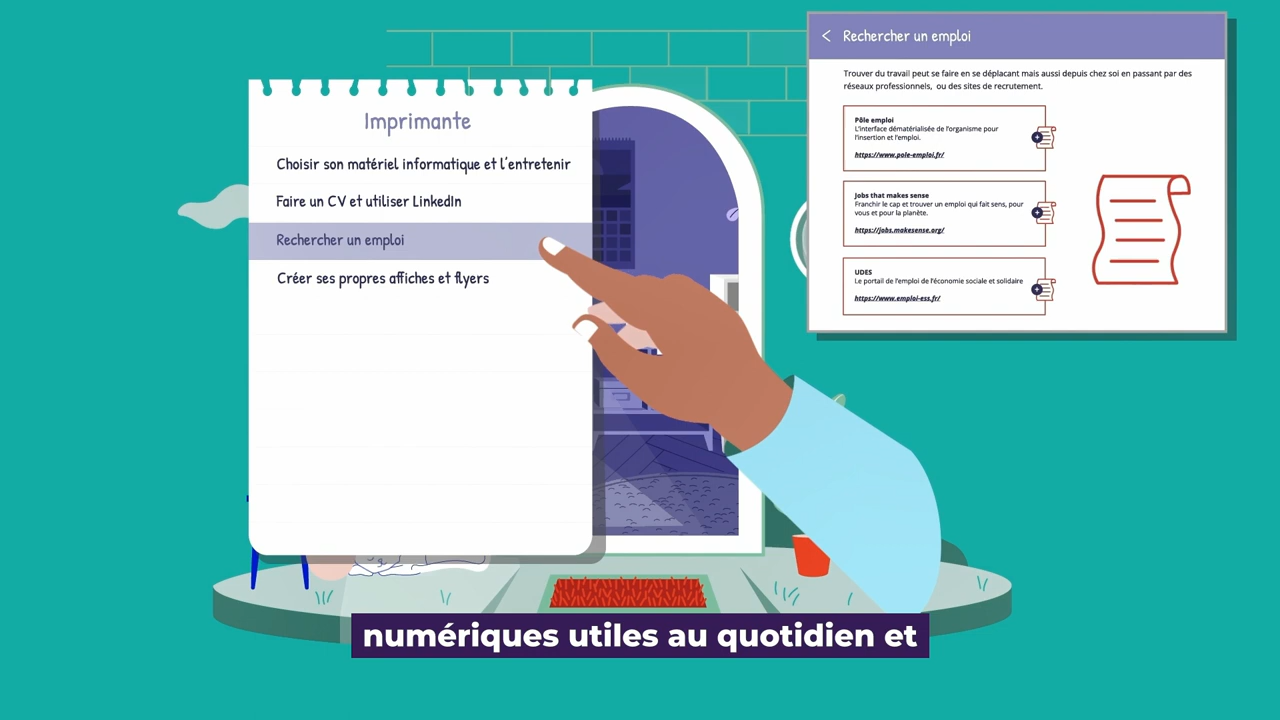 Imprimante
Choisir son matériel informatique et l'entretenir
Faire un CV et utiliser LinkedIn
Rechercher un emploi
Créer ses propres affiches et flyers
Rechercher un emploi
Trouver du travail peut se faire en se déplacant mais aussi depuis chez soi en passant par des
réseaux professionnels, ou des sites de recrutement.
Pôle emploi
L'interface dématérialisée de l'organisme pour
l'insertion et l'emploi.
https://www.pole-emploi.fr/
Jobs that makes sense
Franchir le cap et trouver un emploi qui fait sens, pour
vous et pour la planète.
https://jobs.makesense.org/
UDES
Le portail de l'emploi de l'économie sociale et solidaire
https://www.emploi-ess.fr/
numériques utiles au quotidien et